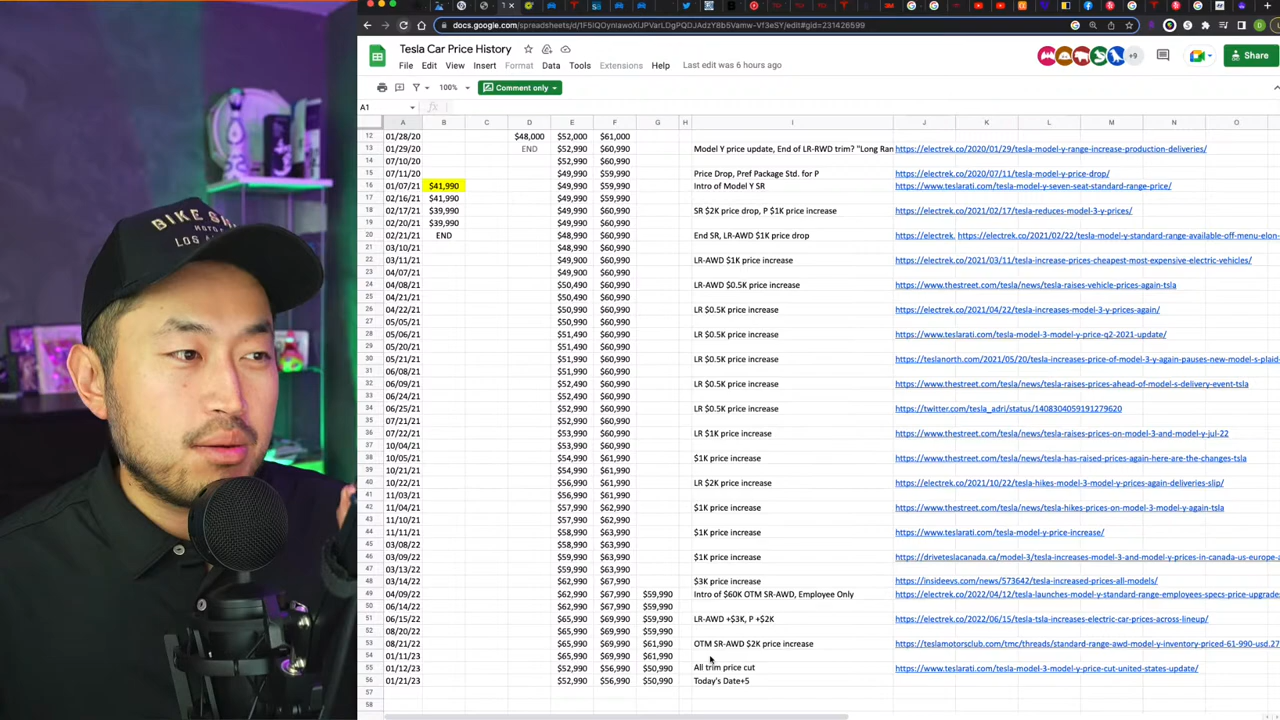 docs.google.com/spreadsheets/d/1F5IQOynIawoXIJPVarLDgPQDJAdzY8b5Vamw-Vf3eSY/edit#gid=231426599
Tesla Car Price History
File Edit View Insert Format Data Tools Extensions Help Last edit was 6 hours ago
+9 Share
100% Comment only
A1 fx
A B C D E F G H I J K L M N O
12 01/28/20 $48,000 $52,000 $61,000
13 01/29/20 END $52,990 $60,990 Model Y price update, End of LR-RWD trim? "Long Ran https://electrek.co/2020/01/29/tesla-model-y-range-increase-production-deliveries/
14 07/10/20 $52,990 $60,990
15 07/11/20 $49,990 $59,990 Price Drop, Pref Package Std. for P https://electrek.co/2020/07/11/tesla-model-y-price-drop/
16 01/07/21 $41,990 $49,990 $59,990 Intro of Model Y SR https://www.teslarati.com/tesla-model-y-seven-seat-standard-range-price/
17 02/16/21 $41,990 $49,990 $59,990
18 02/17/21 $39,990 $49,990 $60,990 SR $2K price drop, P $1K price increase https://electrek.co/2021/02/17/tesla-reduces-model-3-y-prices/
19 02/20/21 $39,990 $49,990 $60,990
20 02/21/21 END $48,990 $60,990 End SR, LR-AWD $1K price drop https://electrek. https://electrek.co/2021/02/22/tesla-model-y-standard-range-available-off-menu-elon-
21 03/10/21 $48,990 $60,990
22 03/11/21 $49,900 $60,990 LR-AWD $1K price increase https://electrek.co/2021/03/11/tesla-increase-prices-cheapest-most-expensive-electric-vehicles/
23 04/07/21 $49,900 $60,990
24 04/08/21 $50,490 $60,990 LR-AWD $0.5K price increase https://www.thestreet.com/tesla/news/tesla-raises-vehicle-prices-again-tsla
25 04/21/21 $50,490 $60,990
26 04/22/21 $50,990 $60,990 LR $0.5K price increase https://electrek.co/2021/04/22/tesla-increases-model-3-y-prices-again/
27 05/05/21 $50,990 $60,990
28 05/06/21 $51,490 $60,990 LR $0.5K price increase https://www.teslarati.com/tesla-model-3-model-y-price-q2-2021-update/
29 05/20/21 $51,490 $60,990
30 05/21/21 $51,990 $60,990 LR $0.5K price increase https://teslanorth.com/2021/05/20/tesla-increases-price-of-model-3-y-again-pauses-new-model-s-plaid-
31 06/08/21 $51,990 $60,990
32 06/09/21 $52,490 $60,990 LR $0.5K price increase https://www.thestreet.com/tesla/news/tesla-raises-prices-ahead-of-model-s-delivery-event-tsla
33 06/24/21 $52,490 $60,990
34 06/25/21 $52,990 $60,990 LR $0.5K price increase https://twitter.com/tesla_adri/status/1408304059191279620
35 07/21/21 $52,990 $60,990
36 07/22/21 $53,990 $60,990 LR $1K price increase https://www.thestreet.com/tesla/news/tesla-raises-prices-on-model-3-and-model-y-jul-22
37 10/04/21 $53,990 $60,990
38 10/05/21 $54,990 $61,990 $1K price increase https://www.thestreet.com/tesla/news/tesla-has-raised-prices-again-here-are-the-changes-tsla
39 10/21/21 $54,990 $61,990
40 10/22/21 $56,990 $61,990 LR $2K price increase https://electrek.co/2021/10/22/tesla-hikes-model-3-model-y-prices-again-deliveries-slip/
41 11/03/21 $56,990 $61,990
42 11/04/21 $57,990 $62,990 $1K price increase https://www.thestreet.com/tesla/news/tesla-hikes-prices-on-model-3-model-y-again-tsla
43 11/10/21 $57,990 $62,990
44 11/11/21 $58,990 $63,990 $1K price increase https://www.teslarati.com/tesla-model-y-price-increase/
45 03/08/22 $58,990 $63,990
46 03/09/22 $59,990 $63,990 $1K price increase https://driveteslacanada.ca/model-3/tesla-increases-model-3-and-model-y-prices-in-canada-us-europe-a
47 03/13/22 $59,990 $63,990
48 03/14/22 $62,990 $67,990 $3K price increase https://insideevs.com/news/573642/tesla-increased-prices-all-models/
49 04/09/22 $62,990 $67,990 $59,990 Intro of $60K OTM SR-AWD, Employee Only https://electrek.co/2022/04/12/tesla-launches-model-y-standard-range-employees-specs-price-upgrade
50 06/14/22 $62,990 $67,990 $59,990
51 06/15/22 $65,990 $69,990 $59,990 LR-AWD +$3K, P +$2K https://electrek.co/2022/06/15/tesla-tsla-increases-electric-car-prices-across-lineup/
52 08/20/22 $65,990 $69,990 $59,990
53 08/21/22 $65,990 $69,990 $61,990 OTM SR-AWD $2K price increase https://teslamotorsclub.com/tmc/threads/standard-range-awd-model-y-inventory-priced-61-990-usd.27
54 01/11/23 $65,990 $69,990 $61,990
55 01/12/23 $52,990 $56,990 $50,990 All trim price cut https://www.teslarati.com/tesla-model-3-model-y-price-cut-united-states-update/
56 01/21/23 $52,990 $56,990 $50,990 Today's Date+5
57
58